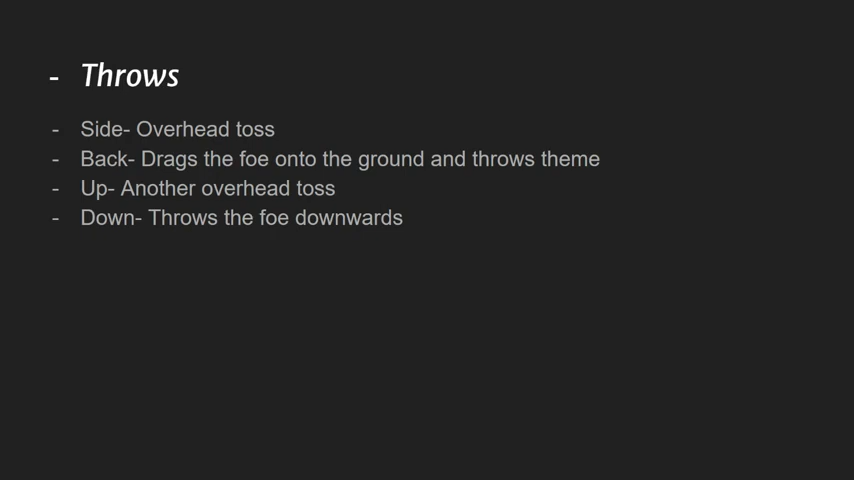 - Throws
- Side- Overhead toss
- Back- Drags the foe onto the ground and throws theme
- Up- Another overhead toss
- Down- Throws the foe downwards